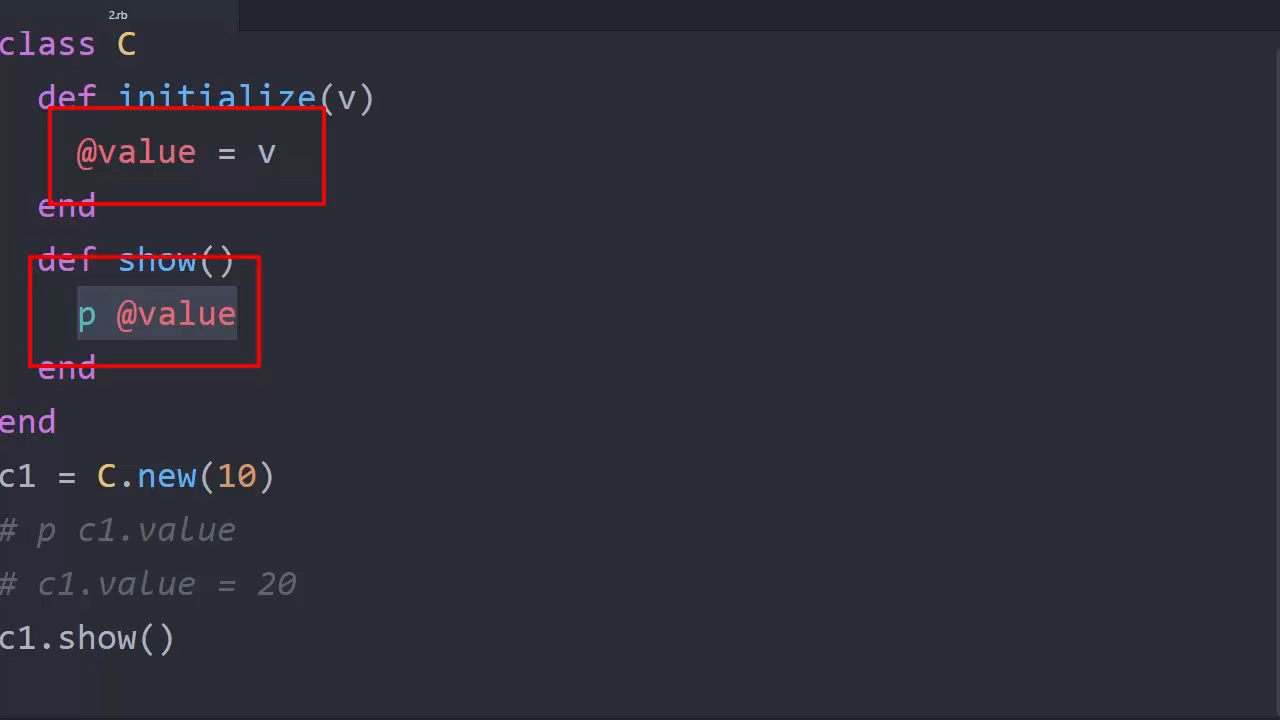 2.rb
class C
  def initialize(v)
    @value = v
  end
  def show()
    p @value
  end
end
c1 = C.new(10)
# p c1.value
# c1.value = 20
c1.show()